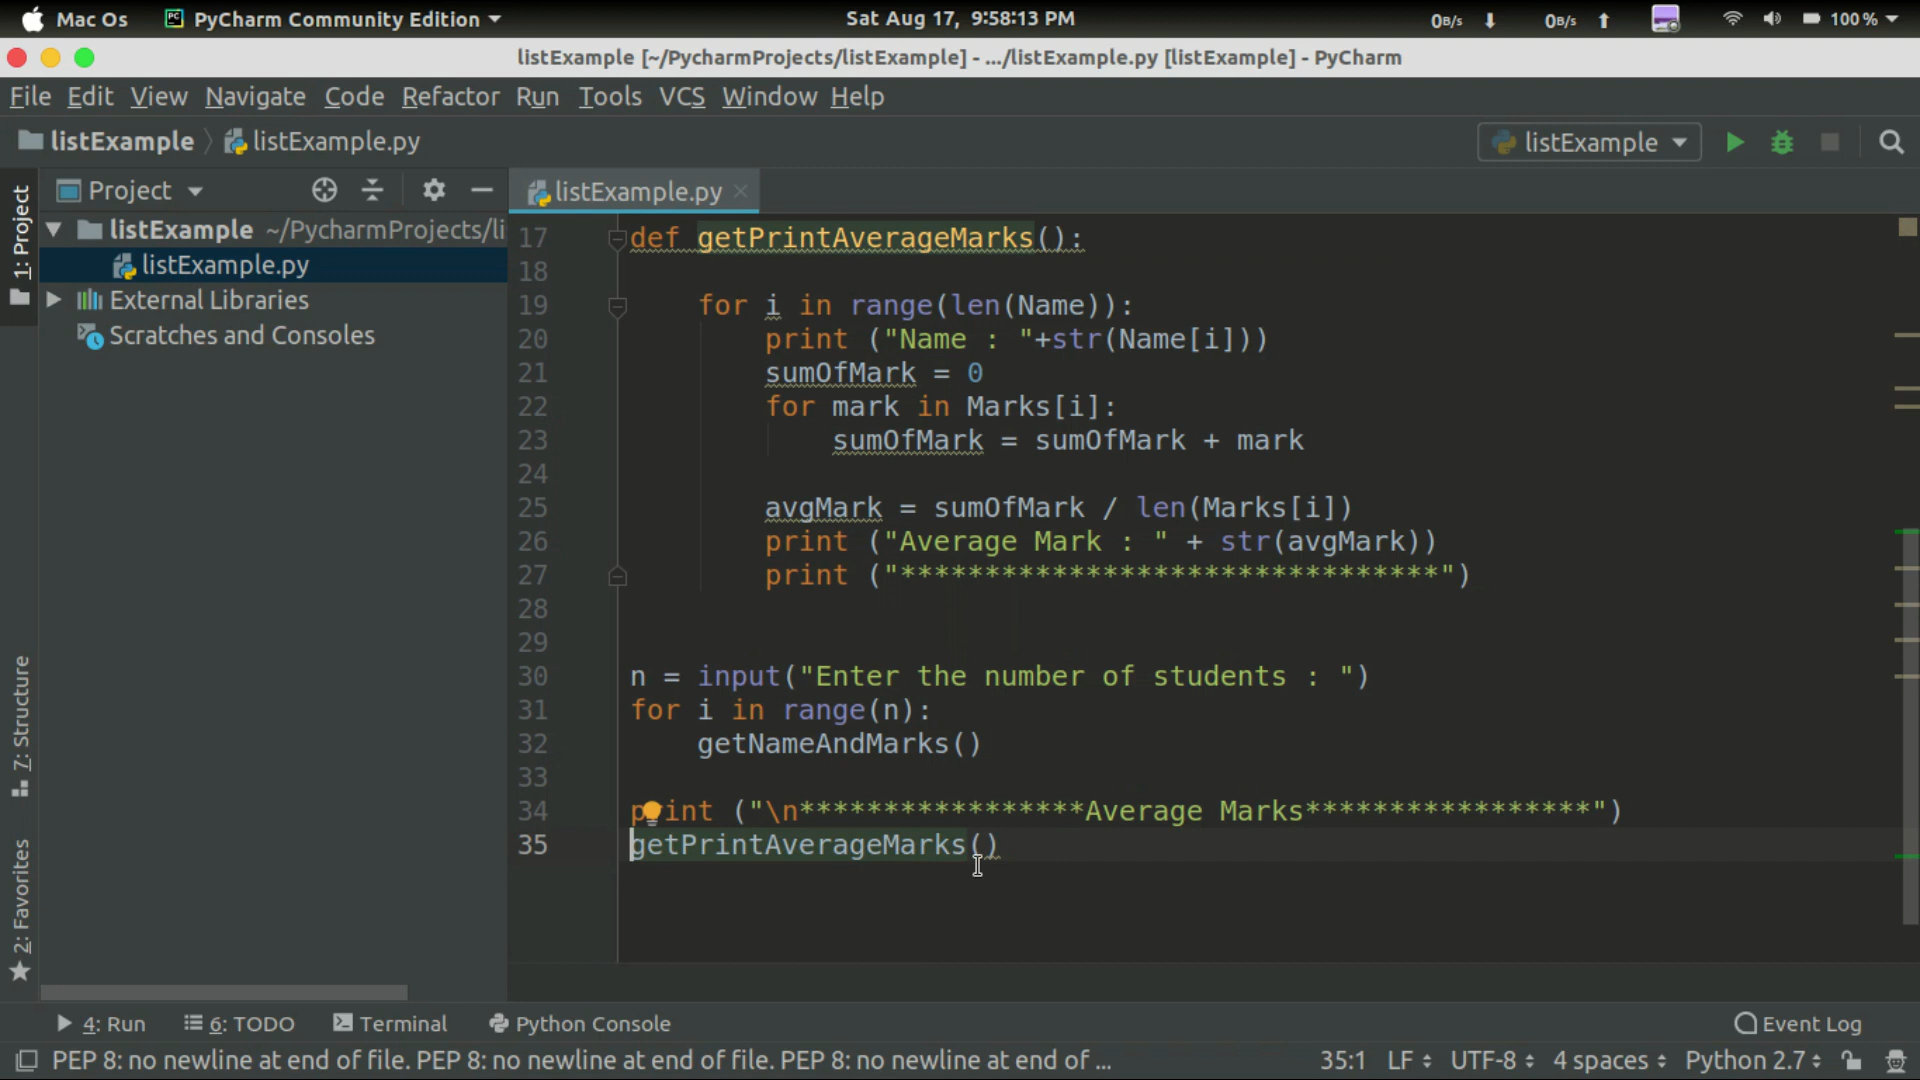 Mac Os PyCharm Community Edition Sat Aug 17, 9:58:13 PM 0B/s 0B/s 100 %
listExample [~/PycharmProjects/listExample] - .../listExample.py [listExample] - PyCharm
File Edit View Navigate Code Refactor Run Tools VCS Window Help
listExample listExample.py listExample
1: Project
Project
listExample ~/PycharmProjects/li
listExample.py
External Libraries
Scratches and Consoles
7: Structure
2: Favorites
listExample.py
17 def getPrintAverageMarks():
18
19 for i in range(len(Name)):
20 print ("Name : "+str(Name[i]))
21 sumOfMark = 0
22 for mark in Marks[i]:
23 sumOfMark = sumOfMark + mark
24
25 avgMark = sumOfMark / len(Marks[i])
26 print ("Average Mark : " + str(avgMark))
27 print ("********************************")
28
29
30 n = input("Enter the number of students : ")
31 for i in range(n):
32 getNameAndMarks()
33
34 print ("\n*****************Average Marks*****************")
35 getPrintAverageMarks()
4: Run 6: TODO Terminal Python Console Event Log
PEP 8: no newline at end of file. PEP 8: no newline at end of file. PEP 8: no newline at end of ... 35:1 LF UTF-8 4 spaces Python 2.7